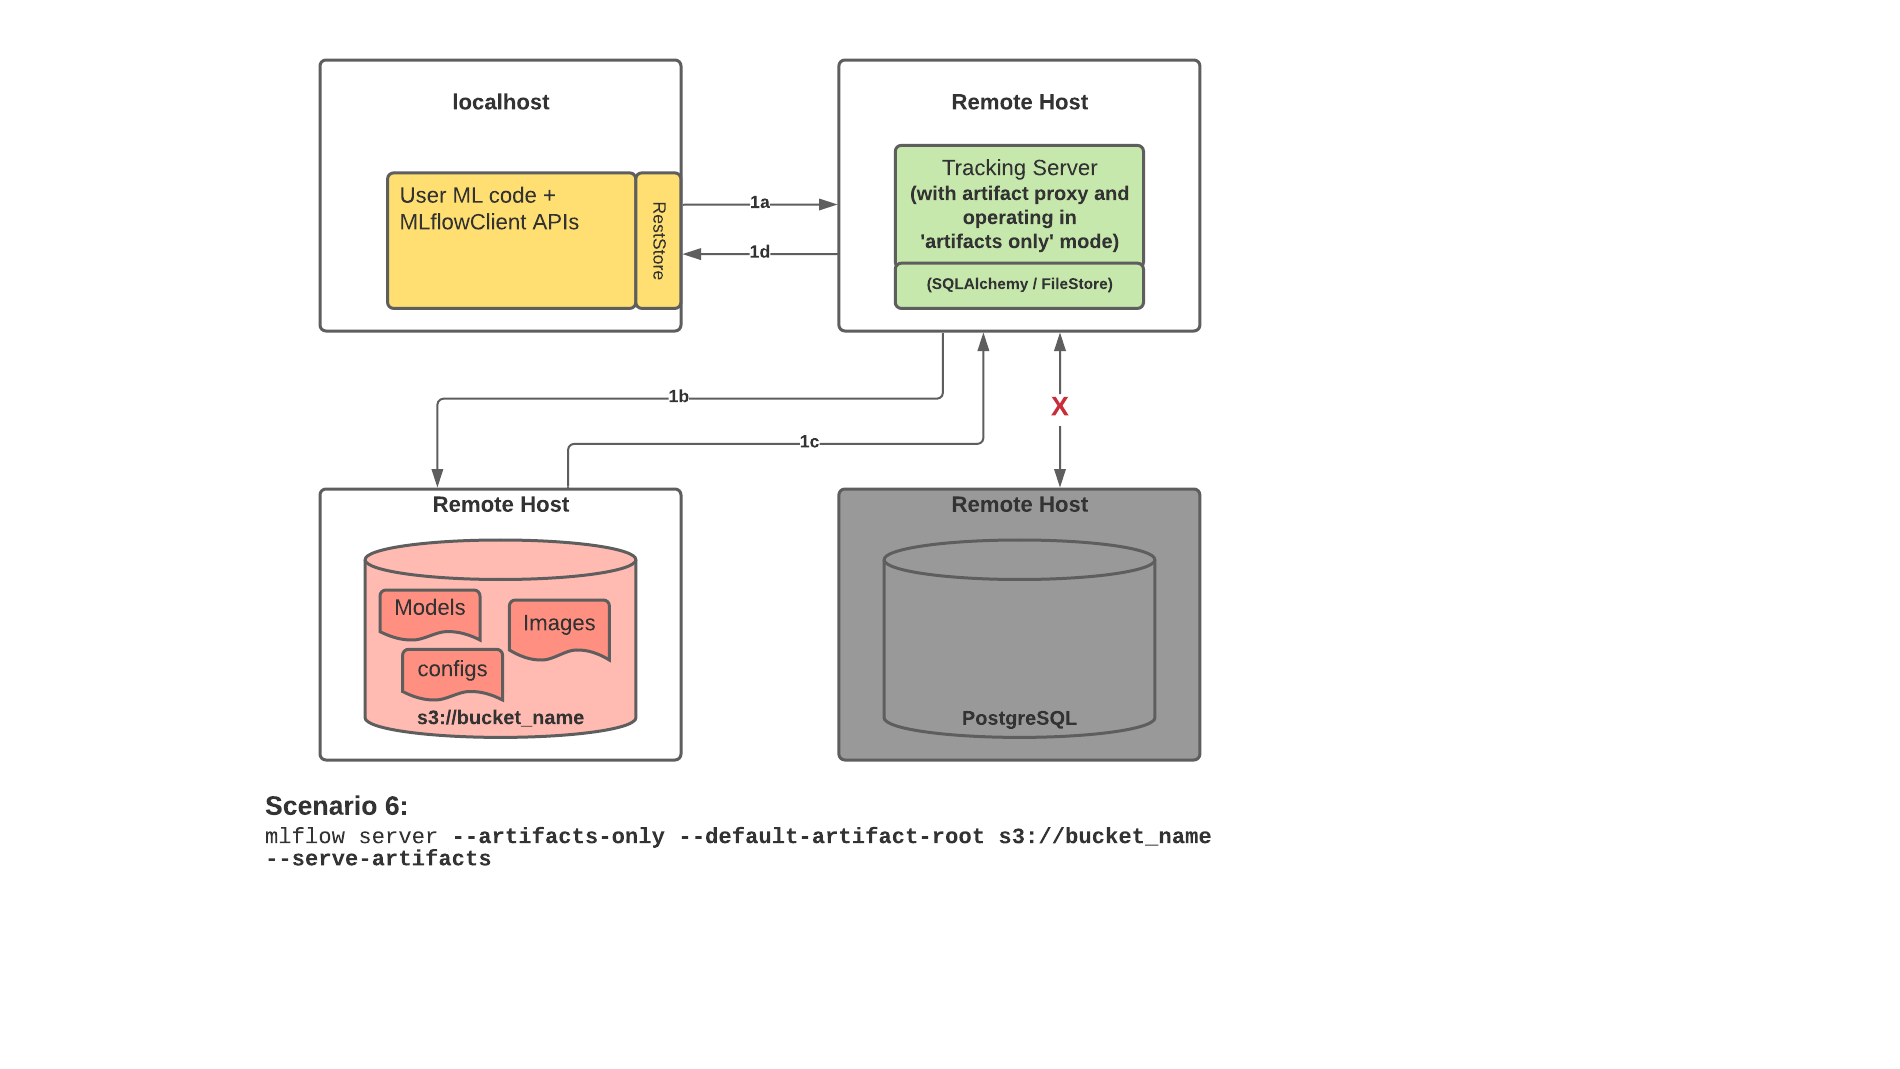 localhost
Remote Host
User ML code +
MLflowClient APIs
RestStore
1a
1d
Tracking Server
(with artifact proxy and
operating in
'artifacts only' mode)
(SQLAlchemy / FileStore)
1b
1c
X
Remote Host
Models
Images
configs
s3://bucket_name
Remote Host
PostgreSQL
Scenario 6:
mlflow server --artifacts-only --default-artifact-root s3://bucket_name
--serve-artifacts